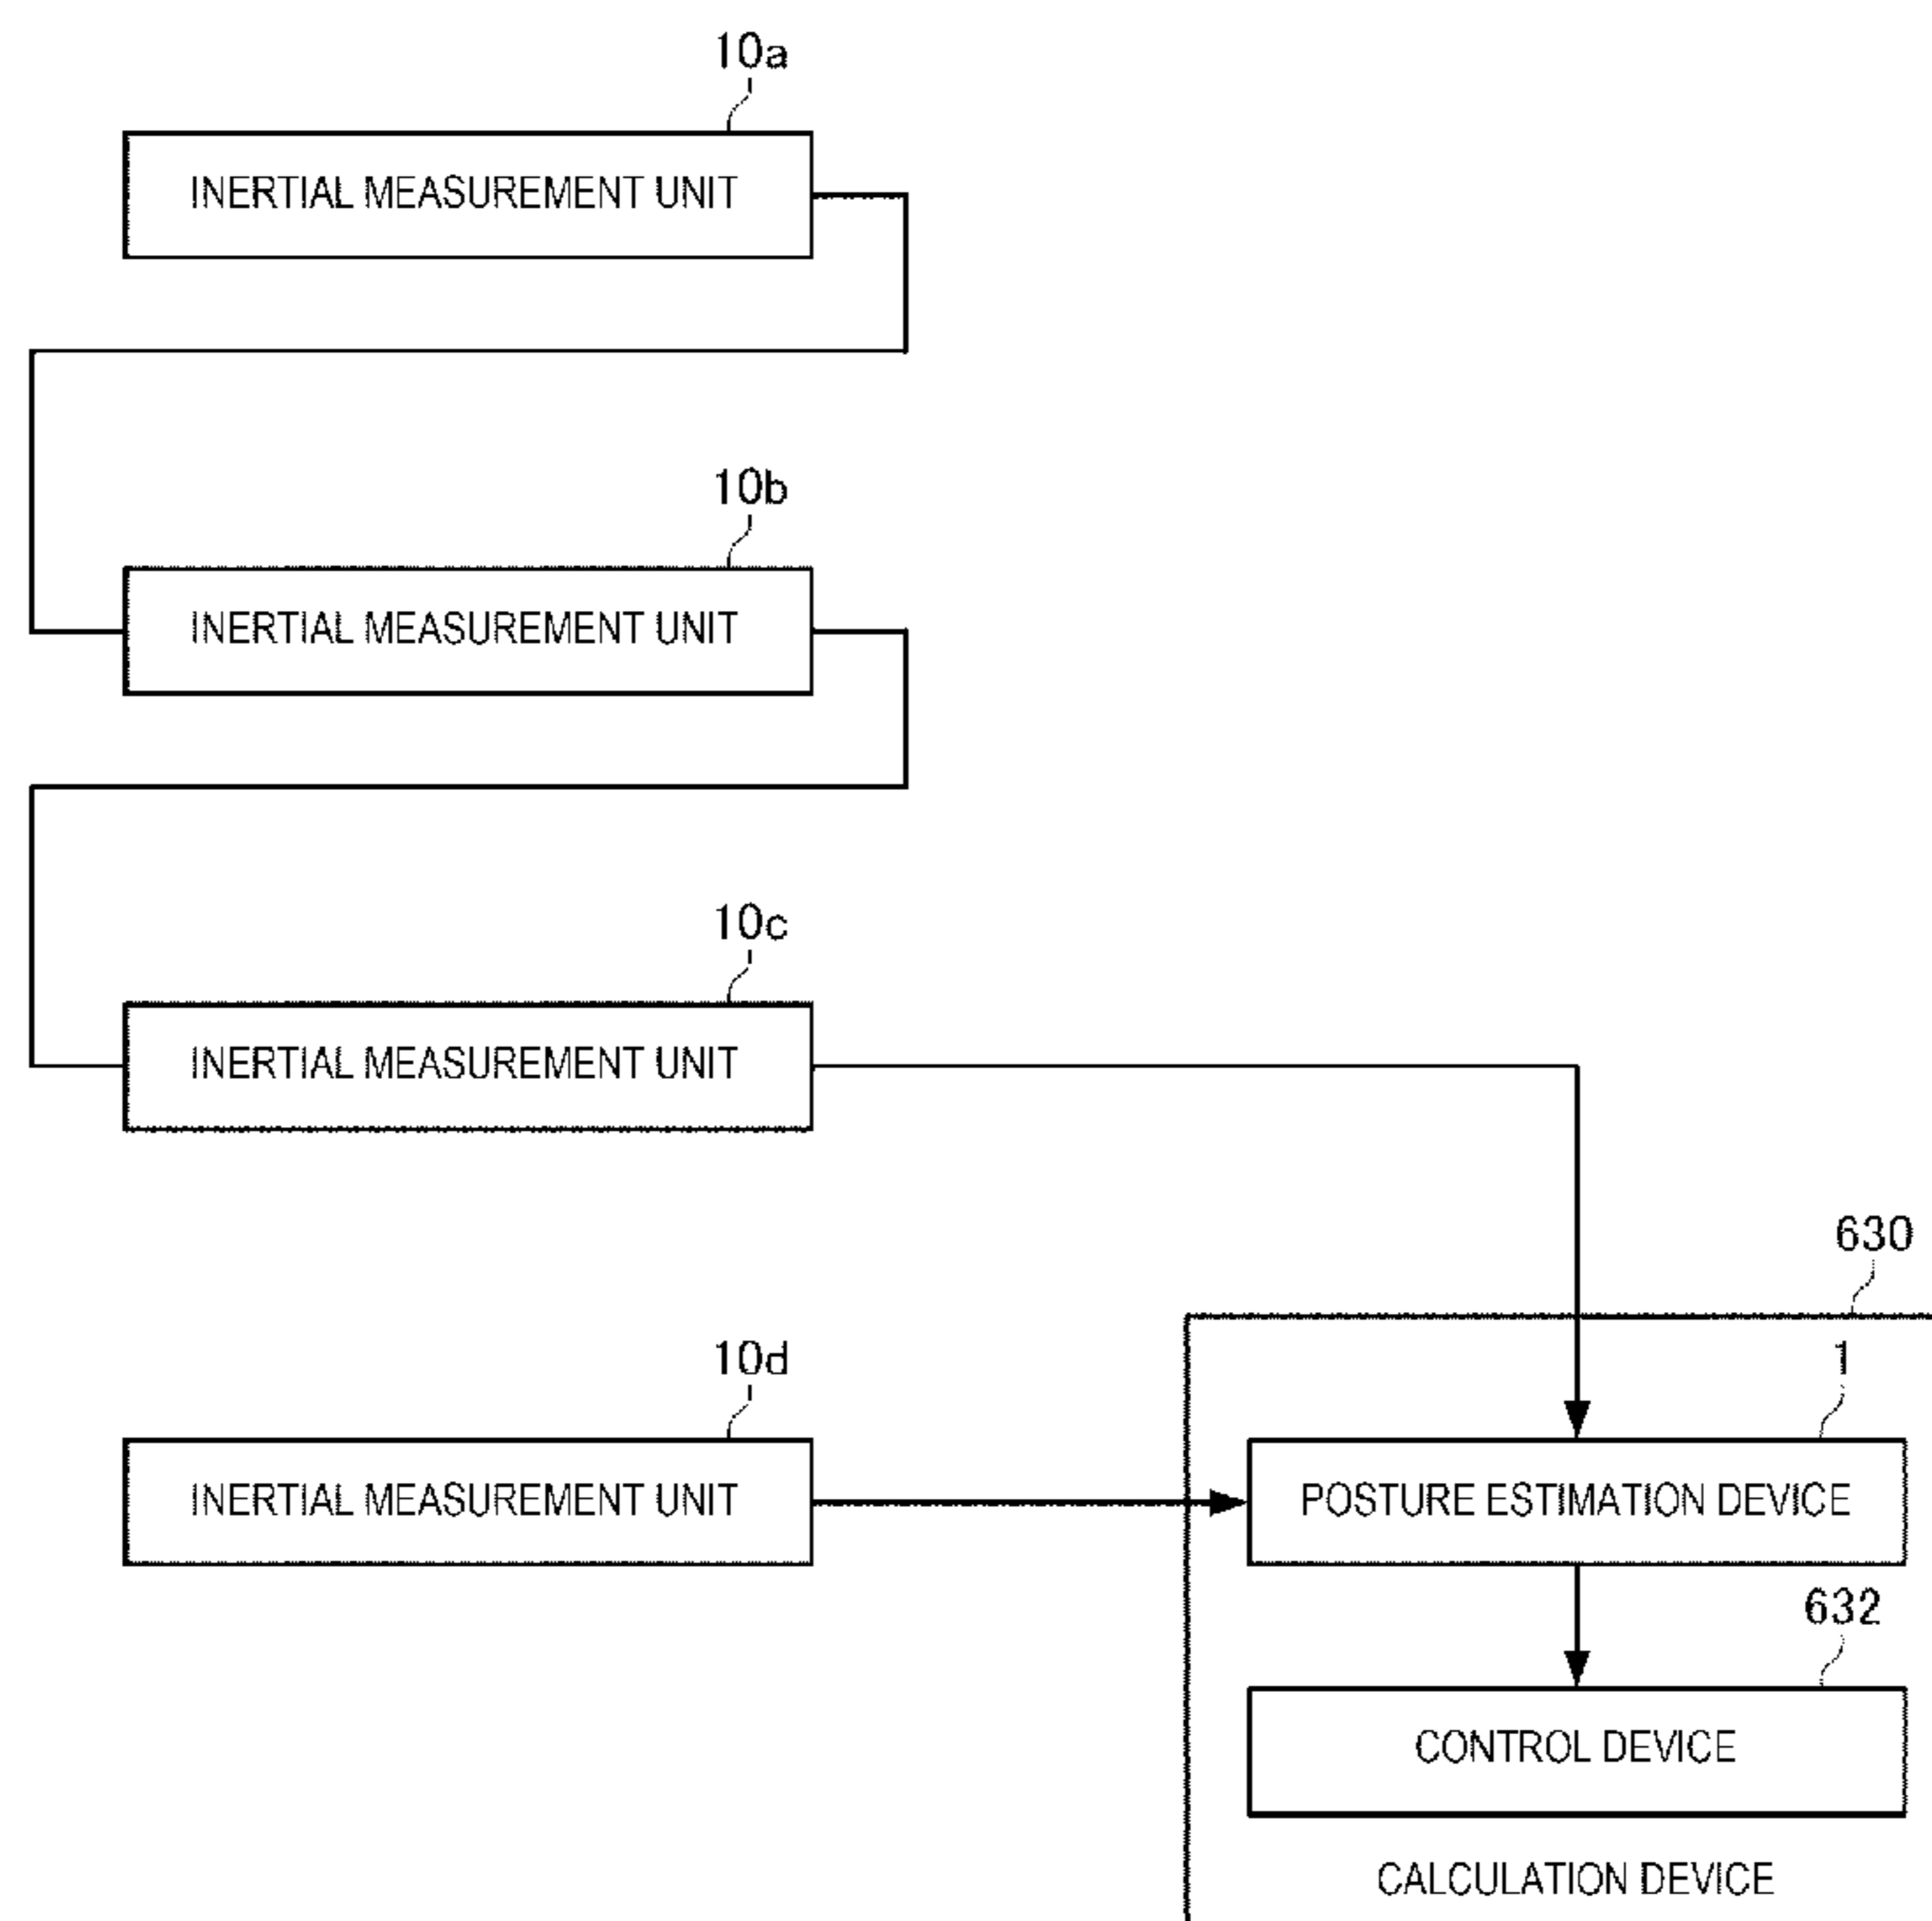 10a
INERTIAL MEASUREMENT UNIT
10b
INERTIAL MEASUREMENT UNIT
10c
INERTIAL MEASUREMENT UNIT
630
10d
1
INERTIAL MEASUREMENT UNIT
POSTURE ESTIMATION DEVICE
632
CONTROL DEVICE
CALCULATION DEVICE